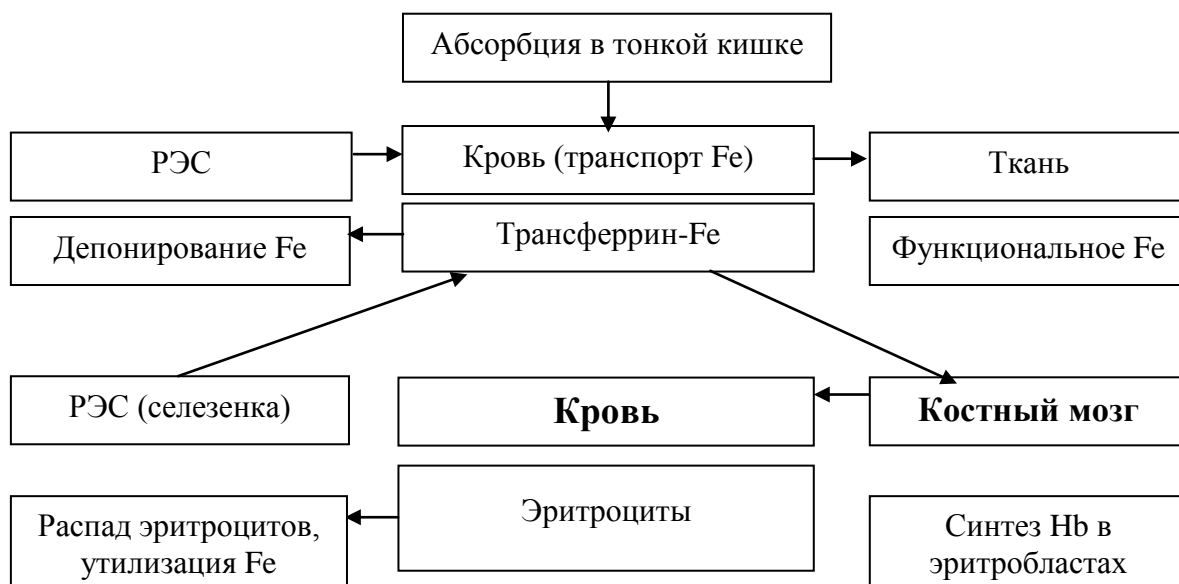 Абсорбция в тонкой кишке
РЭС
Кровь (транспорт Fe)
Ткань
Депонирование Fe
Трансферрин-Fe
Функциональное Fe
РЭС (селезенка)
Кровь
Костный мозг
Распад эритроцитов,
утилизация Fe
Эритроциты
Синтез Hb в
эритробластах